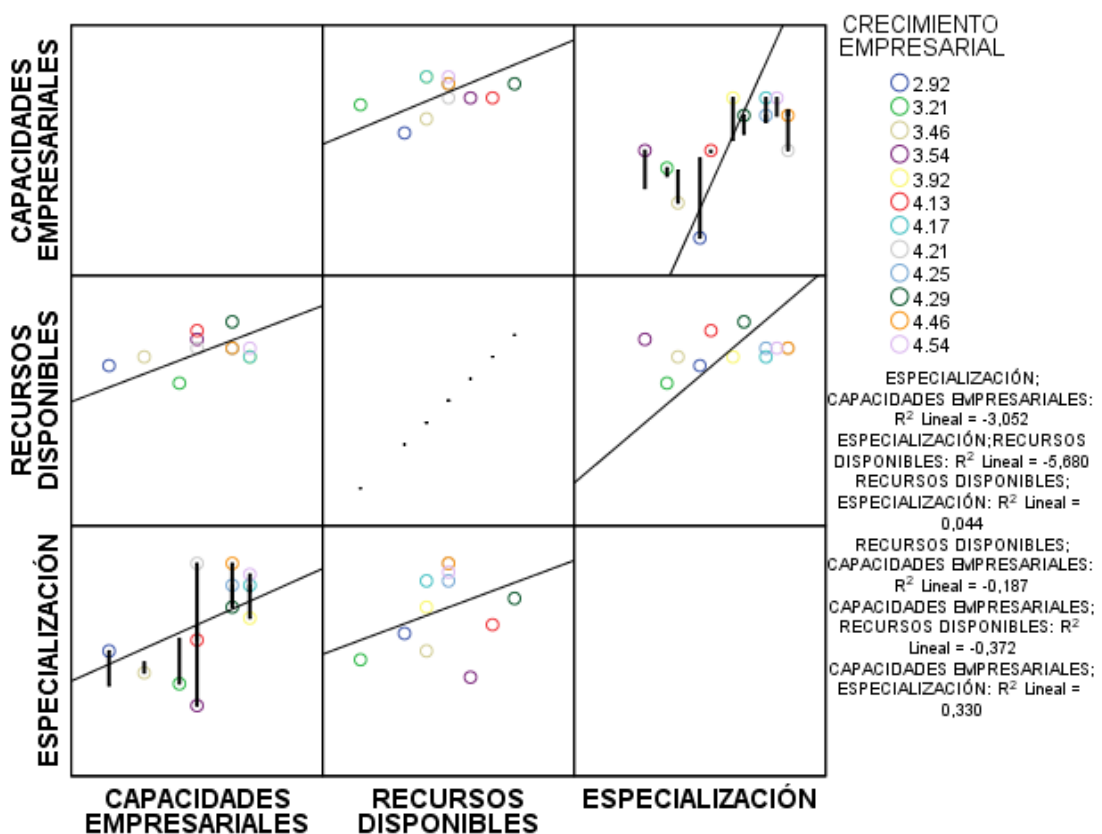 CAPACIDADES
EMPRESARIALES
RECURSOS
DISPONIBLES
ESPECIALIZACIÓN
CAPACIDADES
EMPRESARIALES
RECURSOS
DISPONIBLES
ESPECIALIZACIÓN
CRECIMIENTO
EMPRESARIAL
2.92
3.21
3.46
3.54
3.92
4.13
4.17
4.21
4.25
4.29
4.46
4.54
ESPECIALIZACIÓN;
CAPACIDADES EMPRESARIALES:
R² Lineal = -3,052
ESPECIALIZACIÓN;RECURSOS
DISPONIBLES: R² Lineal = -5,680
RECURSOS DISPONIBLES;
ESPECIALIZACIÓN: R² Lineal =
0,044
RECURSOS DISPONIBLES;
CAPACIDADES EMPRESARIALES:
R² Lineal = -0,187
CAPACIDADES EMPRESARIALES;
RECURSOS DISPONIBLES: R²
Lineal = -0,372
CAPACIDADES EMPRESARIALES;
ESPECIALIZACIÓN: R² Lineal =
0,330